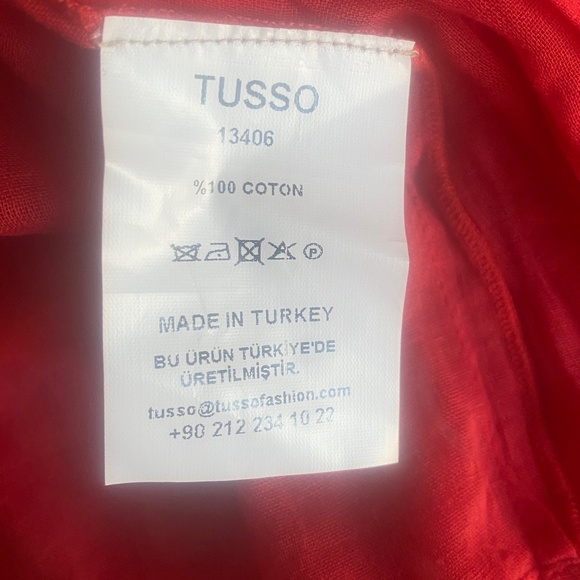 TUSSO
13406
%100 COTON
MADE IN TURKEY
BU ÜRÜN TÜRKİYE'DE
ÜRETİLMİŞTİR.
tusso@tussofashion.com
+90 212 234 10 22